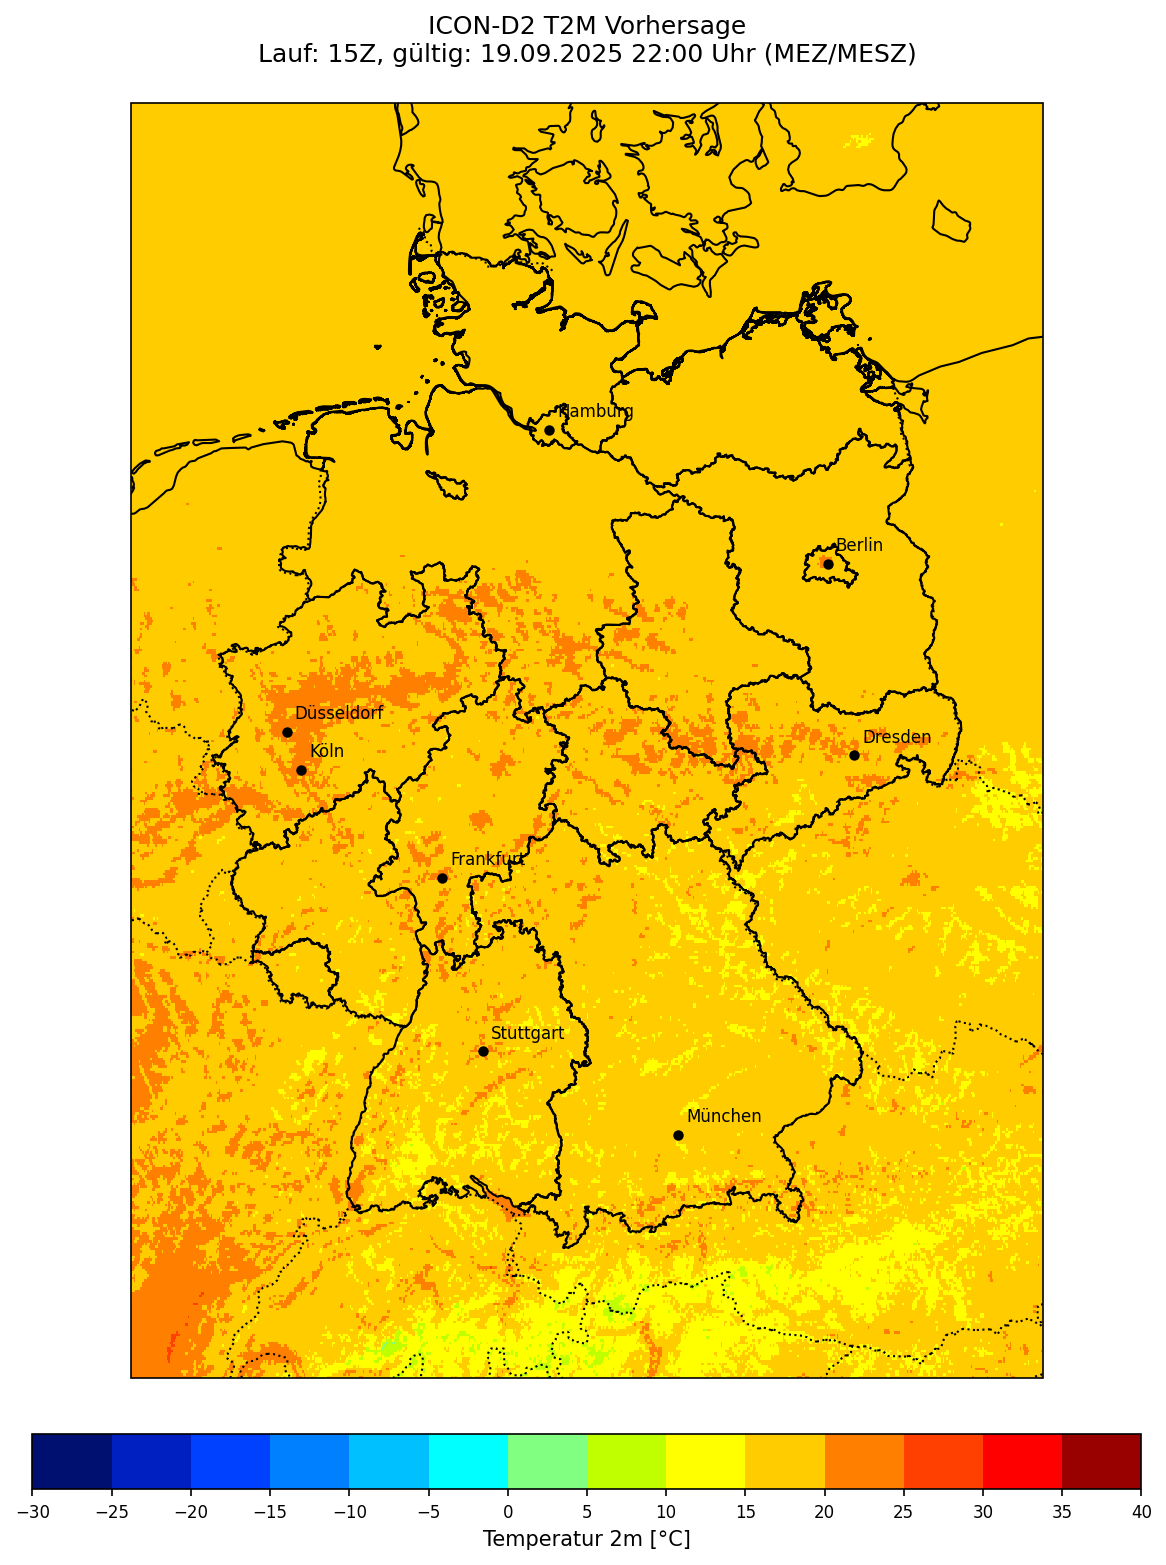 ICON-D2 T2M Vorhersage
Lauf: 15Z, gültig: 19.09.2025 22:00 Uhr (MEZ/MESZ)
Hamburg
Berlin
Düsseldorf
Dresden
Köln
Frankfurt
Stuttgart
München
−30 −25 −20 −15 −10 −5 0 5 10 15 20 25 30 35 40
Temperatur 2m [°C]